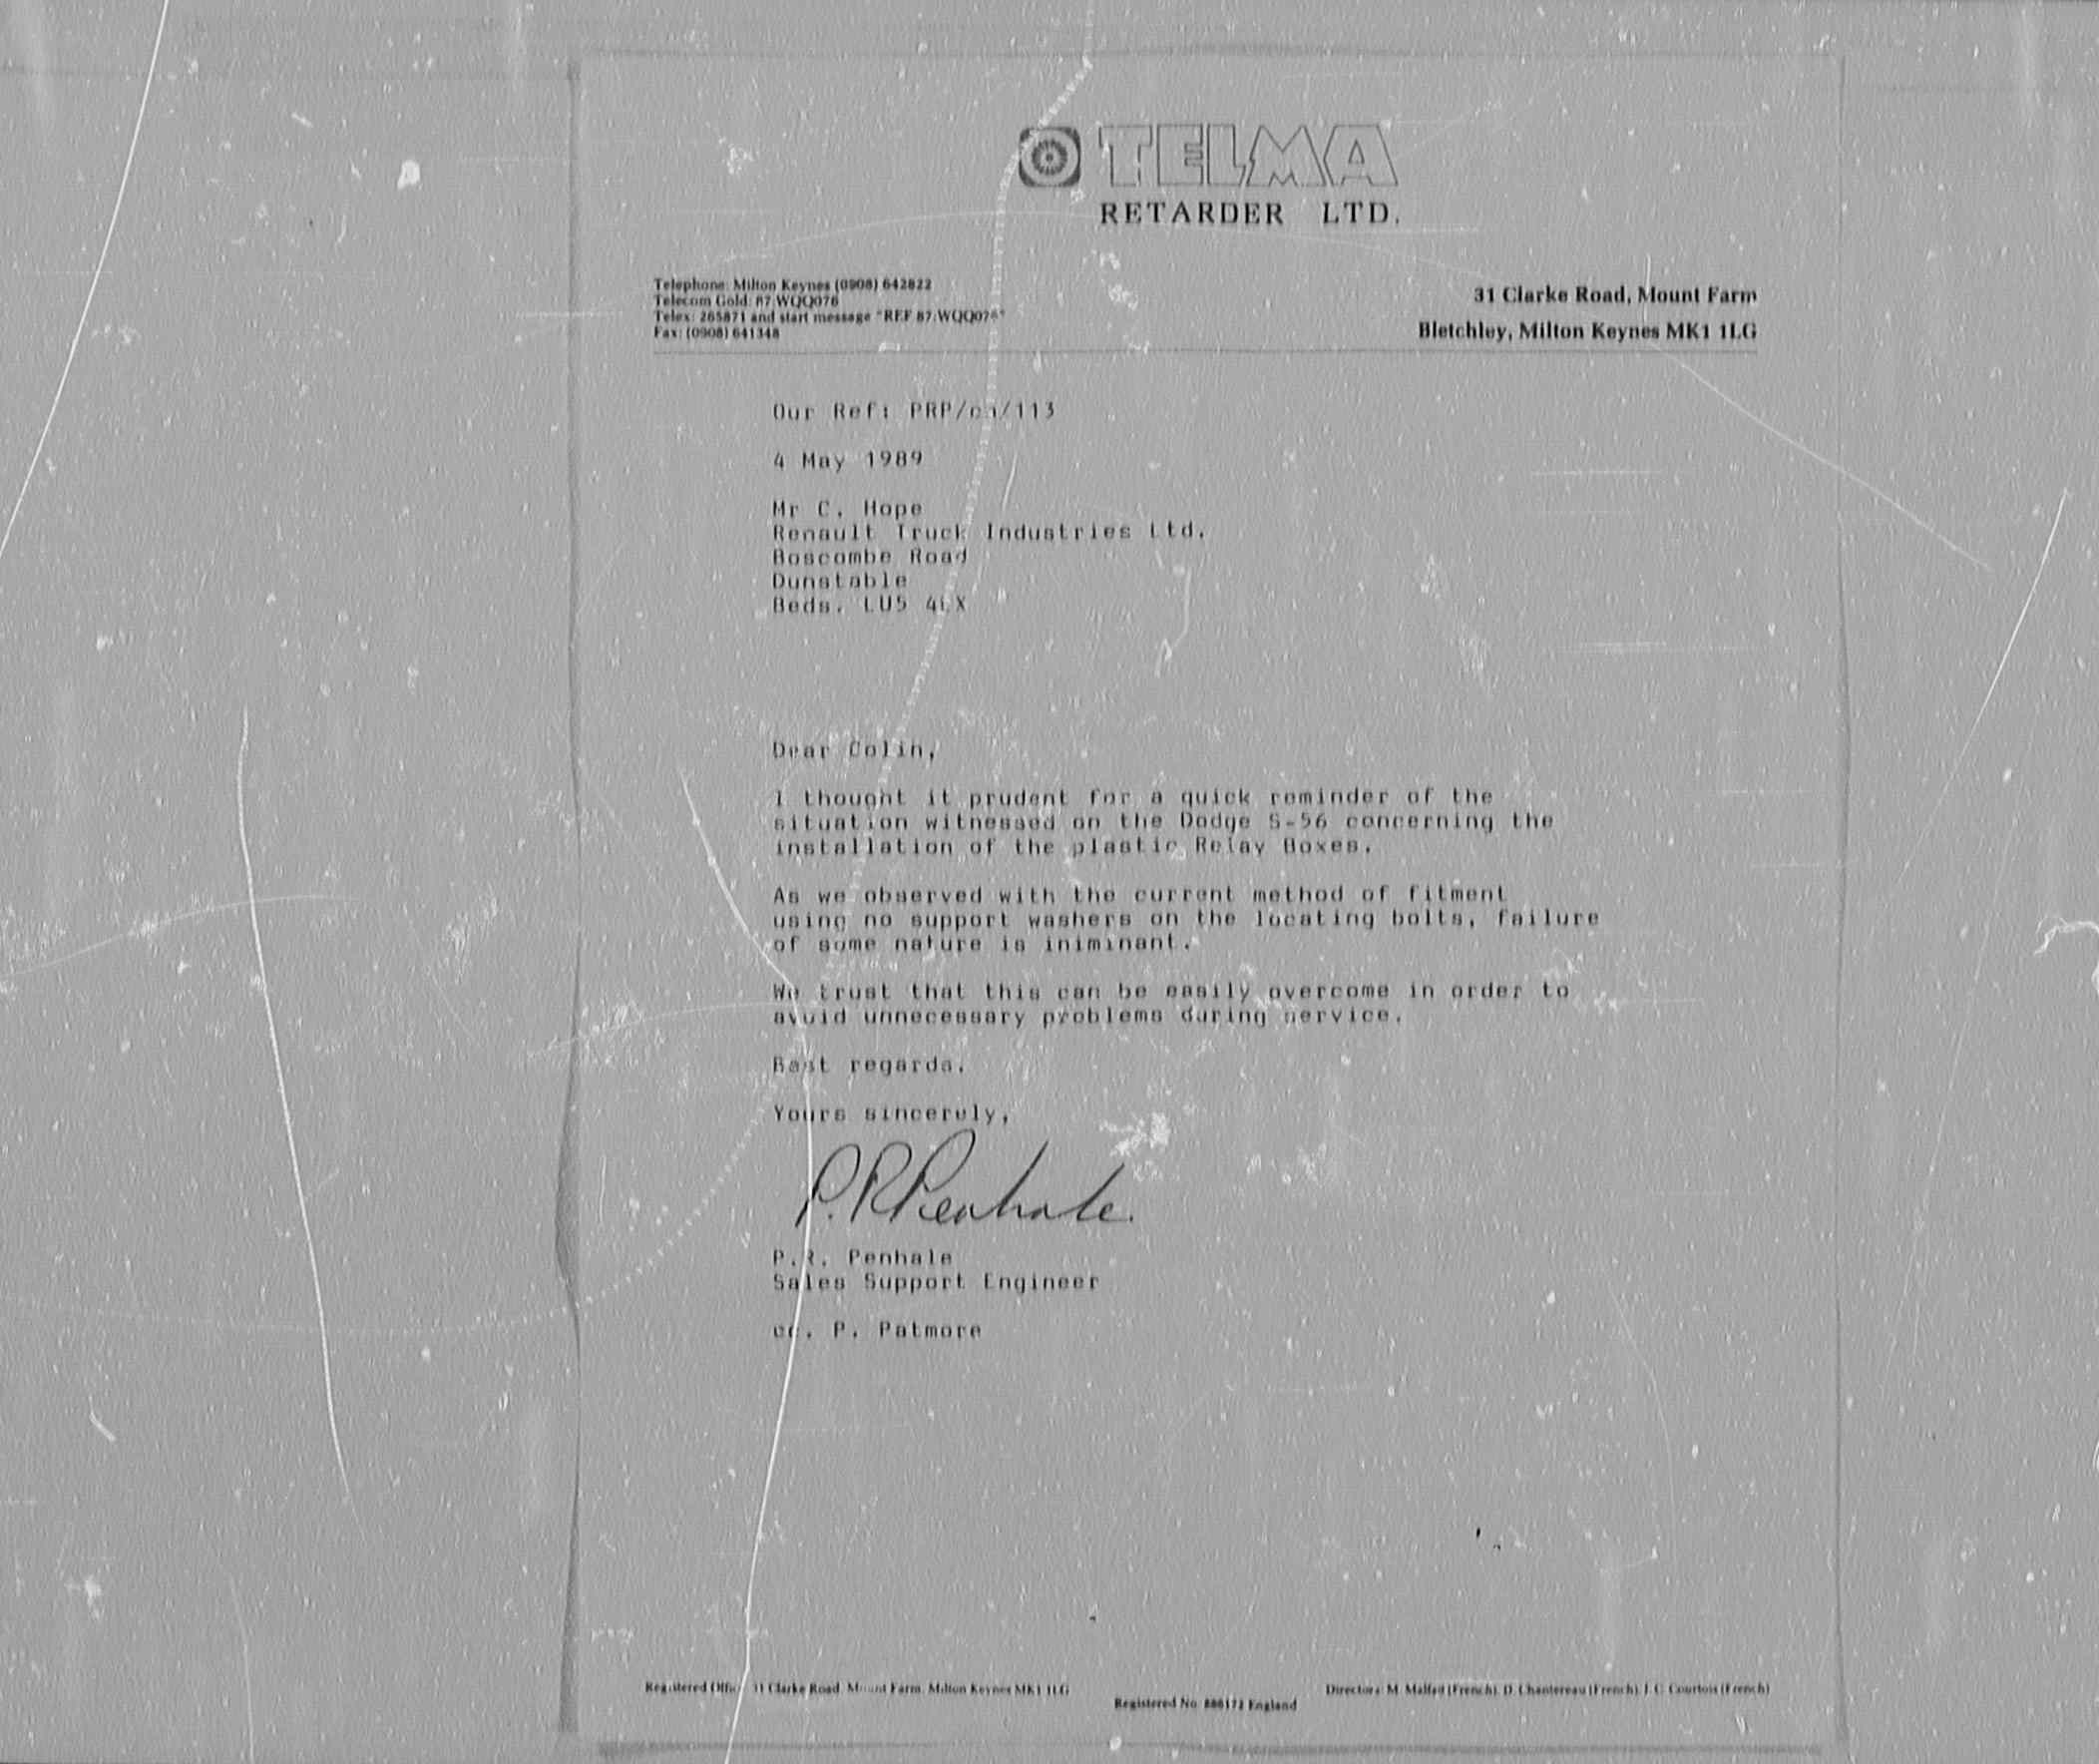 TELMA
RETARDER LTD.
Telephone: Milton Keynes (0908) 642822
Telecom Gold: 87:WQQ076
Telex: 265871 and start message "REF 87:WQQ076"
Fax: (0908) 641348
31 Clarke Road, Mount Farm
Bletchley, Milton Keynes MK1 1LG
Our Ref: PRP/ /113
4 May 1989
Mr C. Hope
Renault Truck Industries Ltd.
Boscombe Road
Dunstable
Beds. LU5 4LX
Dear Colin,
I thought it prudent for a quick reminder of the
situation witnessed on the Dodge S-56 concerning the
installation of the plastic Relay Boxes.
As we observed with the current method of fitment
using no support washers on the locating bolts, failure
of some nature is iniminant.
We trust that this can be easily overcome in order to
avoid unnecessary problems during service.
Best regards.
Yours sincerely,
P.R Penhale.
P.R. Penhale
Sales Support Engineer
cc. P. Patmore
Registered Office 31 Clarke Road, Mount Farm, Milton Keynes MK1 1LG
Registered No. England
Directors: M. (French), D. Chantereau (French), J. C. Courtois (French)